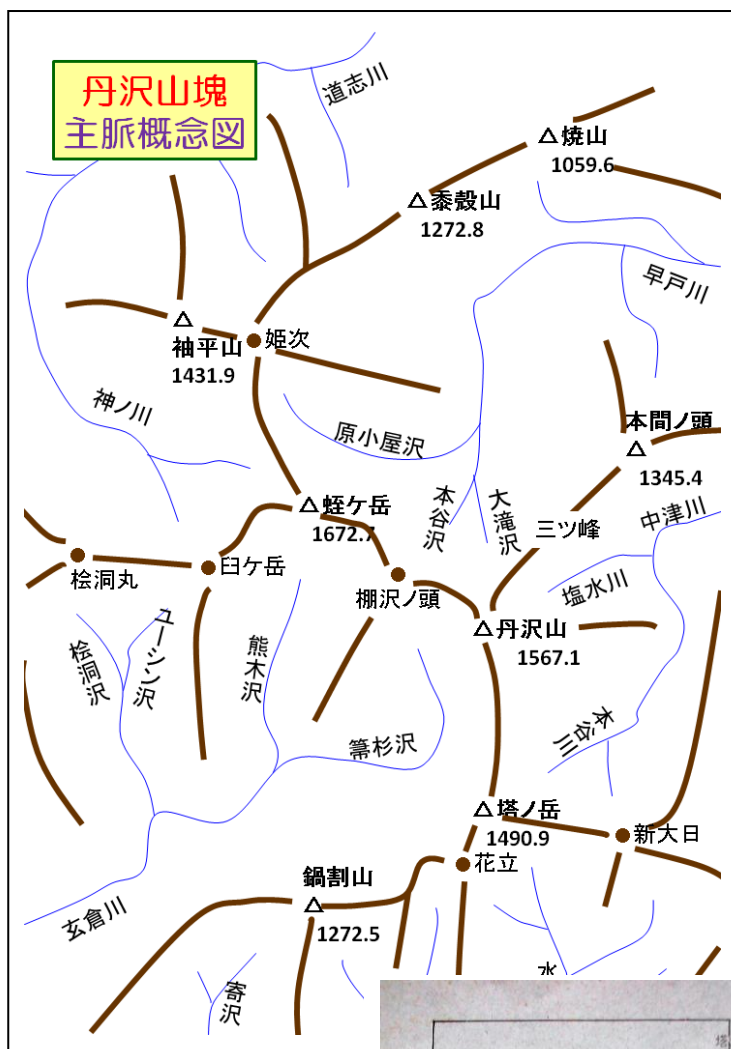 丹沢山塊
主脈概念図
道志川
△焼山
1059.6
△黍殻山
1272.8
早戸川
△
袖平山
1431.9
姫次
神ノ川
原小屋沢
本間ノ頭
△
1345.4
本谷沢
大滝沢
三ツ峰
中津川
△蛭ケ岳
1672.7
桧洞丸
臼ケ岳
棚沢ノ頭
塩水川
△丹沢山
1567.1
桧洞沢
ユーシン沢
熊木沢
箒杉沢
本谷川
△塔ノ岳
1490.9
新大日
花立
鍋割山
△
1272.5
玄倉川
寄沢
水
塔